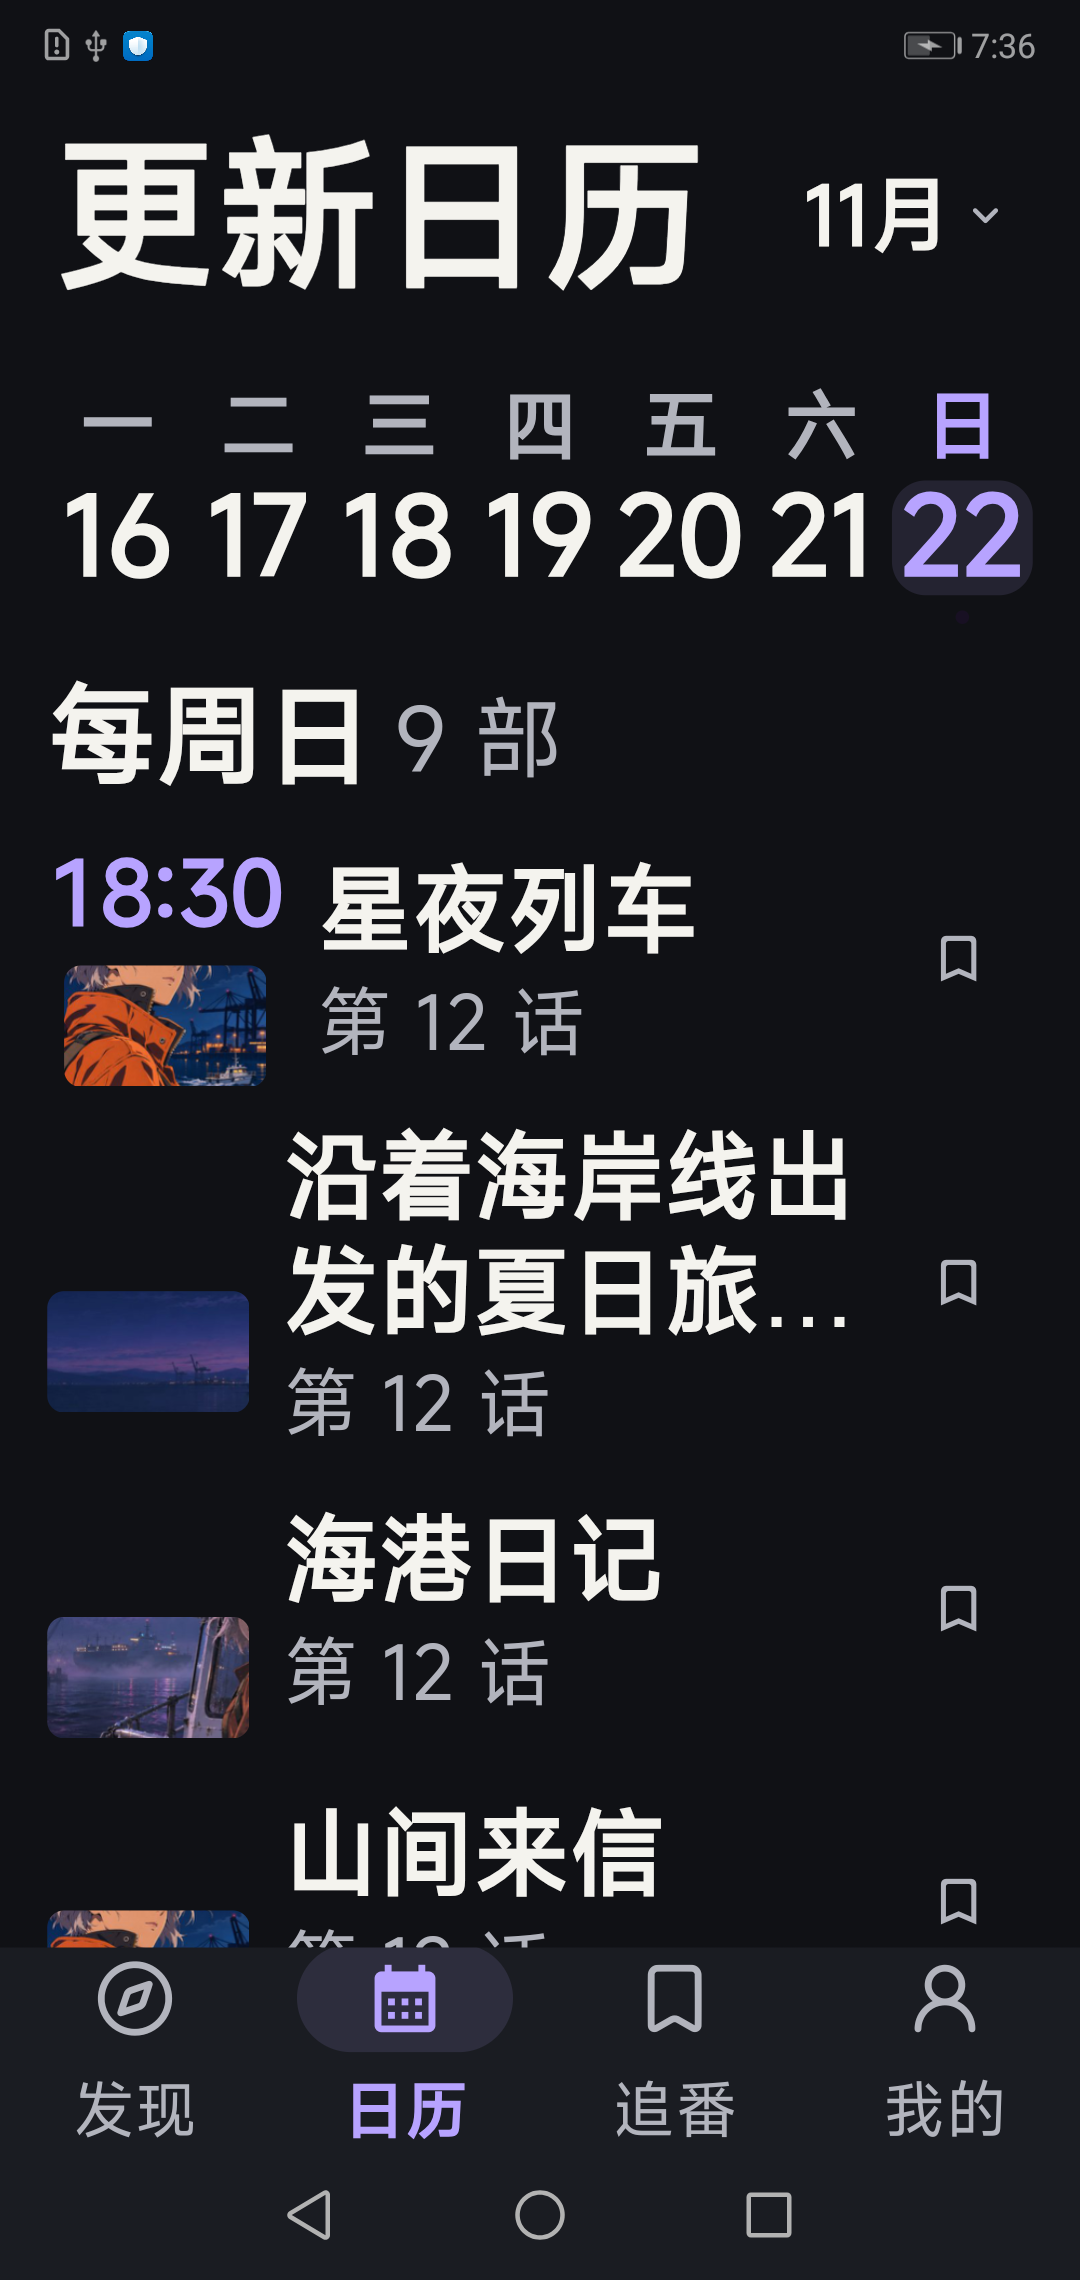 7:36
更新日历
11月
一 二 三 四 五 六 日
16 17 18 19 20 21 22
每周日 9 部
18:30
星夜列车
第 12 话
沿着海岸线出
发的夏日旅…
第 12 话
海港日记
第 12 话
山间来信
第 12 话
发现 日历 追番 我的